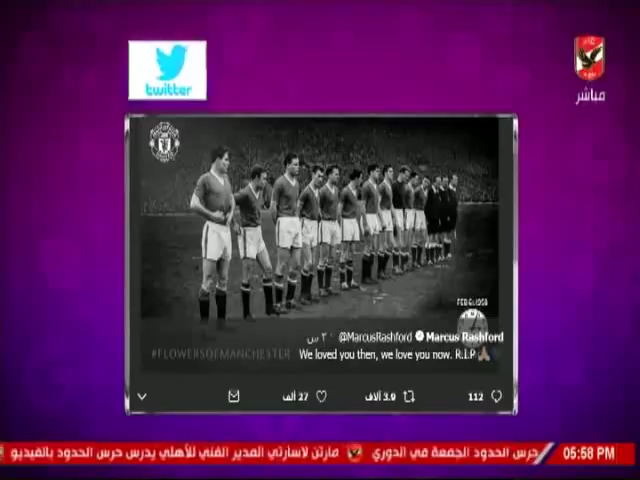 twitter
مباشر
FEB 6, 1958
٢٠ س @MarcusRashford Marcus Rashford
#FLOWERSOFMANCHESTER We loved you then, we love you now. R.I.P
27 ألف 3.9 آلاف 112
حرس الحدود الجمعة في الدوري مارتن لاسارتي المدير الفني للأهلي يدرس حرس الحدود بالفيديو
05:58 PM